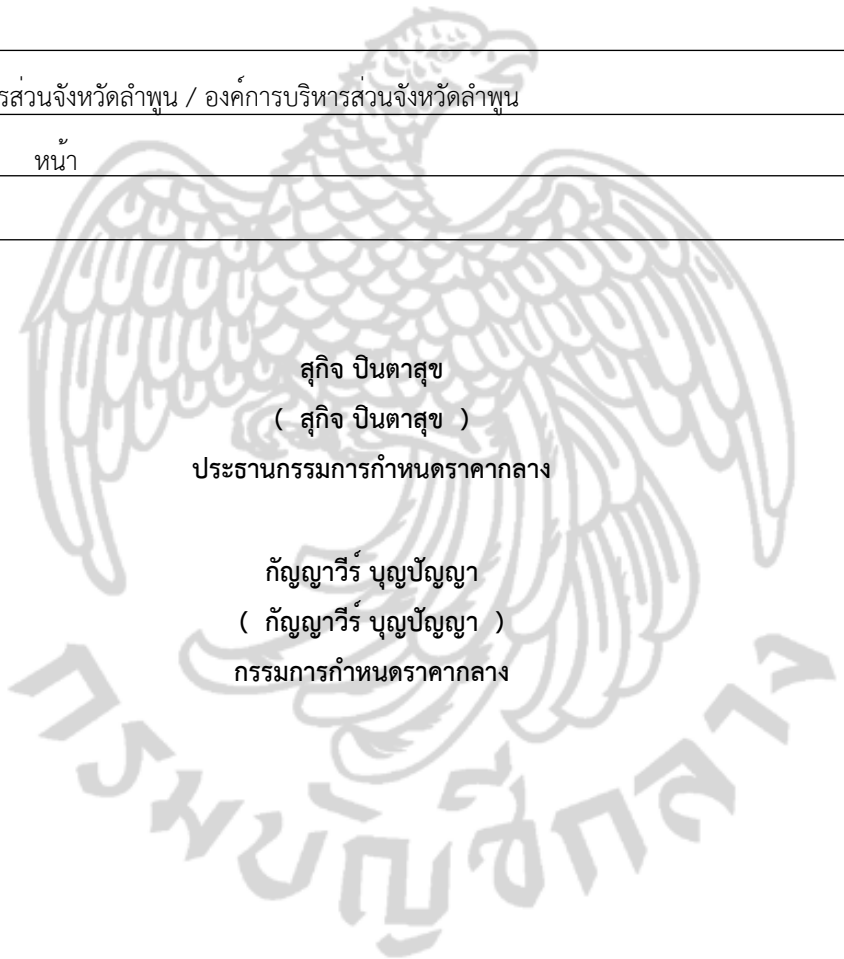 รส่วนจังหวัดลำพูน / องค์การบริหารส่วนจังหวัดลำพูน
หน้า
สุกิจ ปินตาสุข
( สุกิจ ปินตาสุข )
ประธานกรรมการกำหนดราคากลาง
กัญญาวีร์ บุญปัญญา
( กัญญาวีร์ บุญปัญญา )
กรรมการกำหนดราคากลาง
กรมบัญชีกลาง